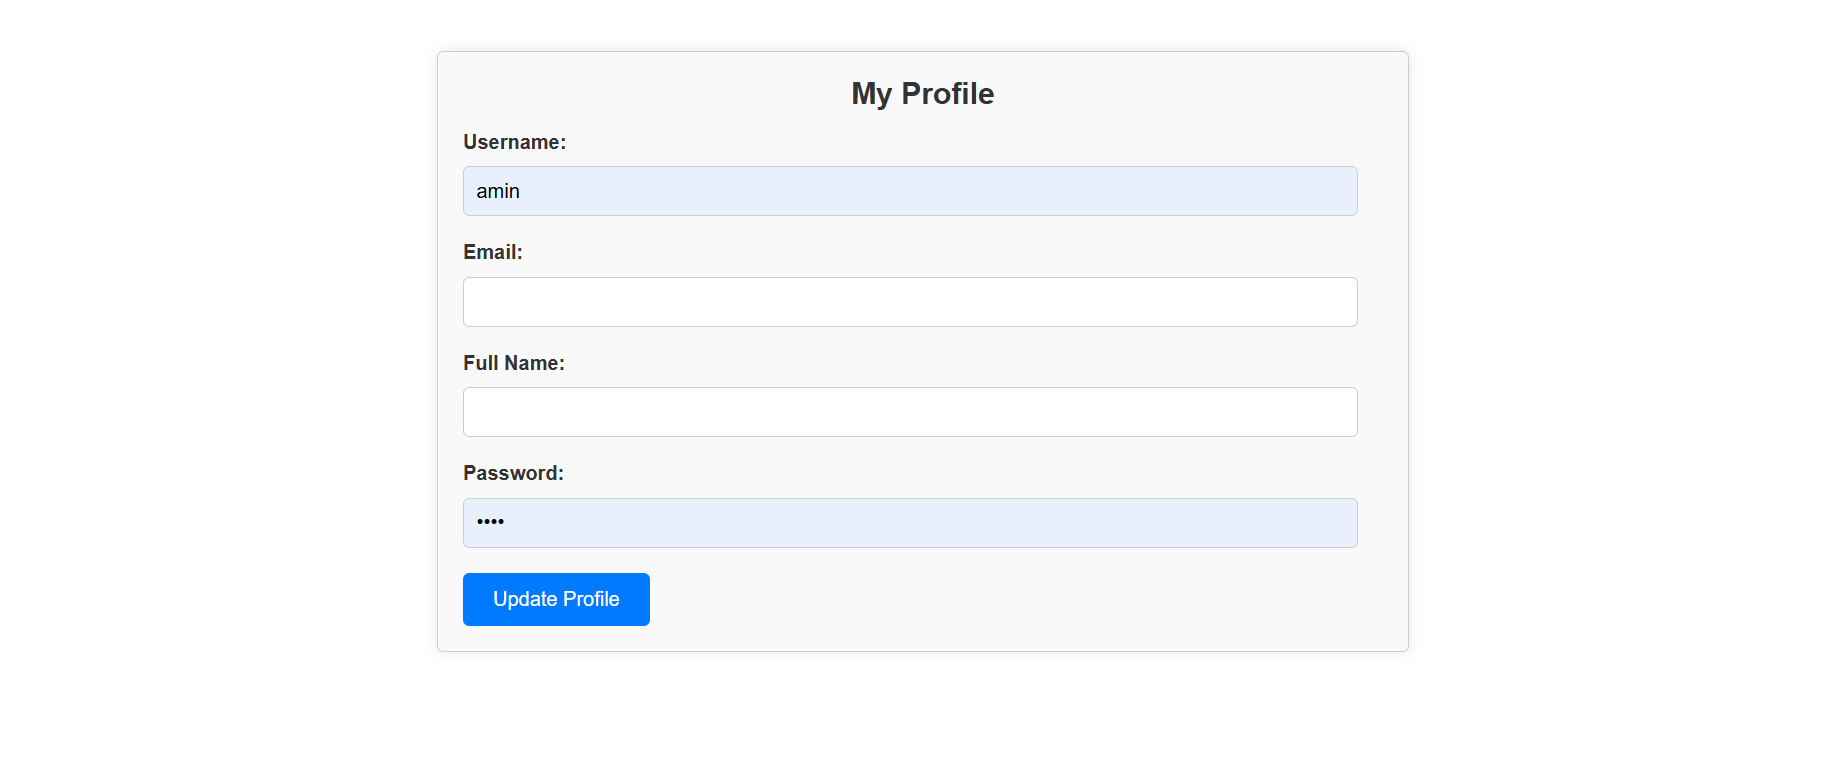 My Profile
Username:
amin
Email:
Full Name:
Password:
••••
Update Profile